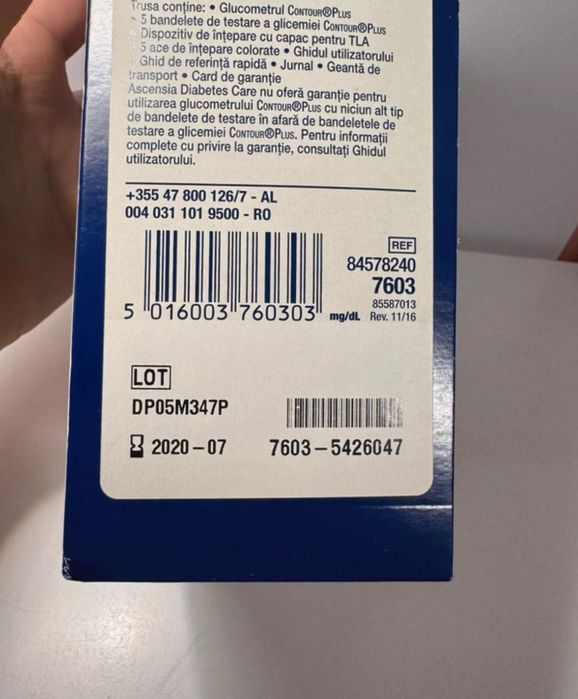 Trusa conține: • Glucometrul CONTOUR®PLUS
• 5 bandelete de testare a glicemiei CONTOUR®PLUS
• Dispozitiv de înțepare cu capac pentru TLA
• 5 ace de înțepare colorate • Ghidul utilizatorului
• Ghid de referință rapidă • Jurnal • Geantă de
transport • Card de garanție
Ascensia Diabetes Care nu oferă garanție pentru
utilizarea glucometrului CONTOUR®PLUS cu niciun alt tip
de bandelete de testare în afară de bandeletele de
testare a glicemiei CONTOUR®PLUS. Pentru informații
complete cu privire la garanție, consultați Ghidul
utilizatorului.
+355 47 800 126/7 - AL
004 031 101 9500 - RO
REF
84578240
7603
85587013
5 016003 760303 mg/dL Rev. 11/16
LOT
DP05M347P
2020-07 7603-5426047